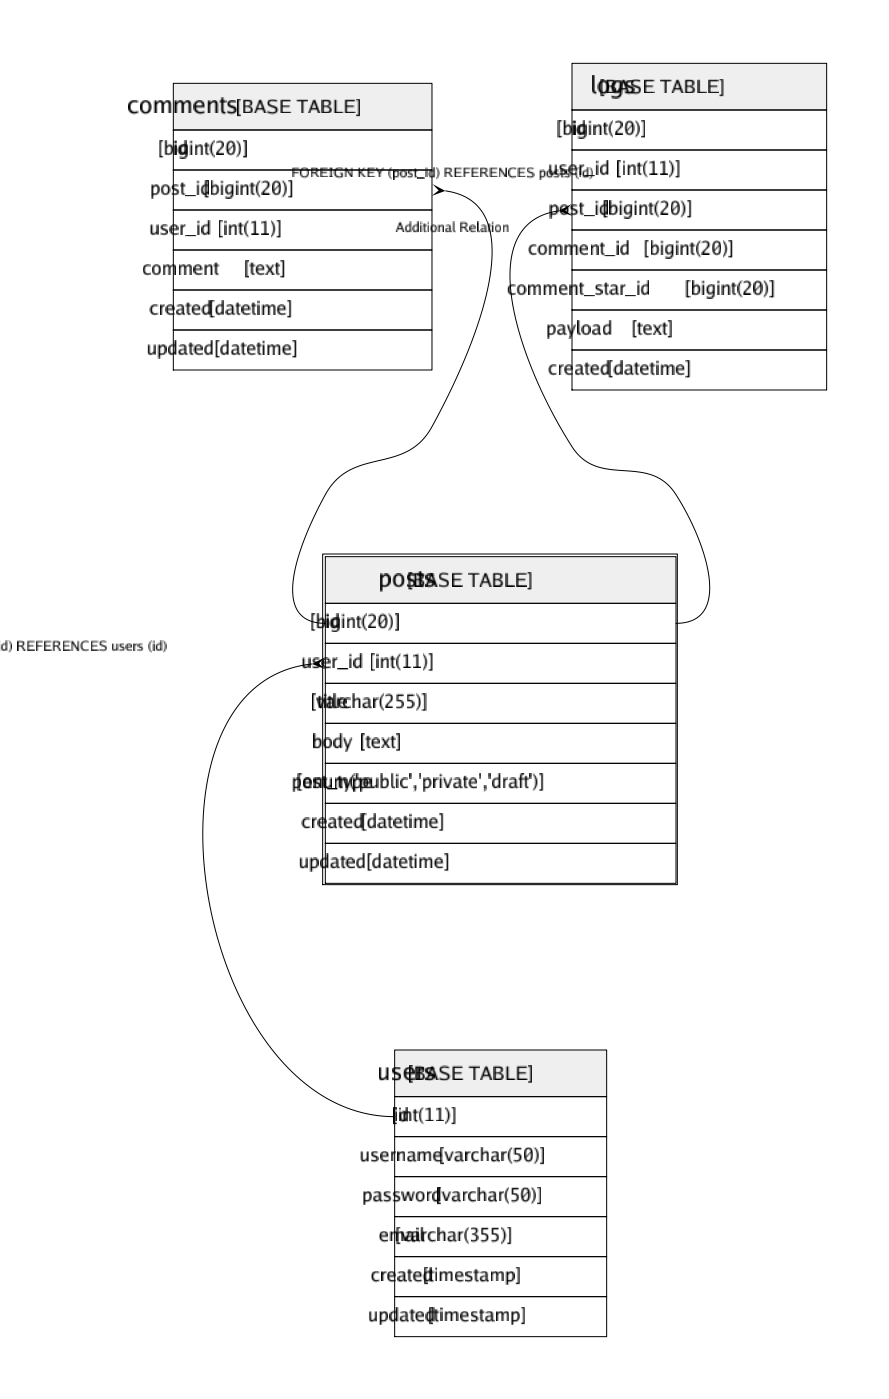 comments [BASE TABLE]
id [bigint(20)]
post_id [bigint(20)]
user_id [int(11)]
comment [text]
created [datetime]
updated [datetime]
FOREIGN KEY (post_id) REFERENCES posts (id)
Additional Relation
logs [BASE TABLE]
id [bigint(20)]
user_id [int(11)]
post_id [bigint(20)]
comment_id [bigint(20)]
comment_star_id [bigint(20)]
payload [text]
created [datetime]
posts [BASE TABLE]
id [bigint(20)]
user_id [int(11)]
title [varchar(255)]
body [text]
post_type [enum('public','private','draft')]
created [datetime]
updated [datetime]
id) REFERENCES users (id)
users [BASE TABLE]
id [int(11)]
username [varchar(50)]
password [varchar(50)]
email [varchar(355)]
created [timestamp]
updated [timestamp]